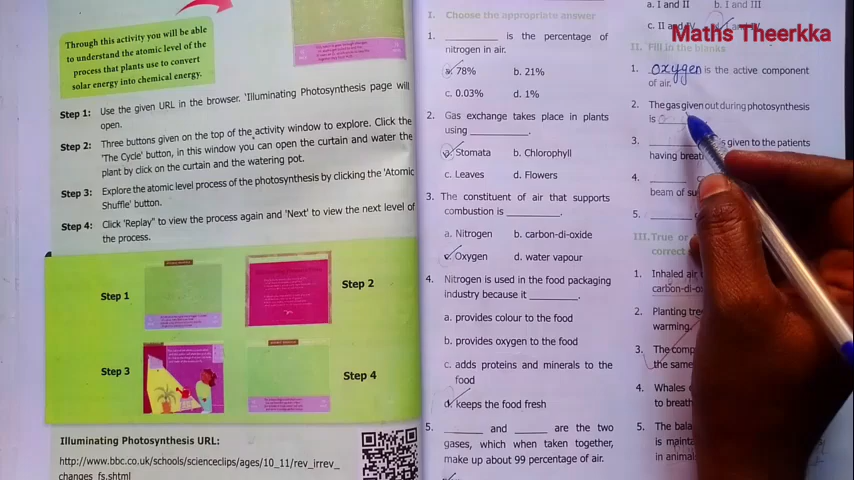 Through this activity you will be able
to understand the atomic level of the
process that plants use to convert
solar energy into chemical energy.
Step 1: Use the given URL in the browser. 'Illuminating Photosynthesis page will
open.
Step 2: Three buttons given on the top of the activity window to explore. Click the
'The Cycle' button, in this window you can open the curtain and water the
plant by click on the curtain and the watering pot.
Step 3: Explore the atomic level process of the photosynthesis by clicking the 'Atomic
Shuffle' button.
Step 4: Click 'Replay" to view the process again and 'Next' to view the next level of
the process.
Step 1
Step 2
Step 3
Step 4
Illuminating Photosynthesis URL:
http://www.bbc.co.uk/schools/scienceclips/ages/10_11/rev_irrev_
changes_fs.shtml
I. Choose the appropriate answer
1. ________ is the percentage of
nitrogen in air.
a. 78% b. 21%
c. 0.03% d. 1%
2. Gas exchange takes place in plants
using ________.
a. Stomata b. Chlorophyll
c. Leaves d. Flowers
3. The constituent of air that supports
combustion is ________.
a. Nitrogen b. carbon-di-oxide
c. Oxygen d. water vapour
4. Nitrogen is used in the food packaging
industry because it ________.
a. provides colour to the food
b. provides oxygen to the food
c. adds proteins and minerals to the
food
d. keeps the food fresh
5. ______ and ______ are the two
gases, which when taken together,
make up about 99 percentage of air.
a. I and II b. I and III
c. II and
Maths Theerkka
II. Fill in the blanks
1. Oxygen is the active component
of air.
2. The gas given out during photosynthesis
is
3. ________ is given to the patients
having
4. ________
beam of
5. ________
III. True or
correct
1. Inhaled air
carbon-di-
2. Planting
warming.
3. The
the same
4. Whales
to
5. The
is
in